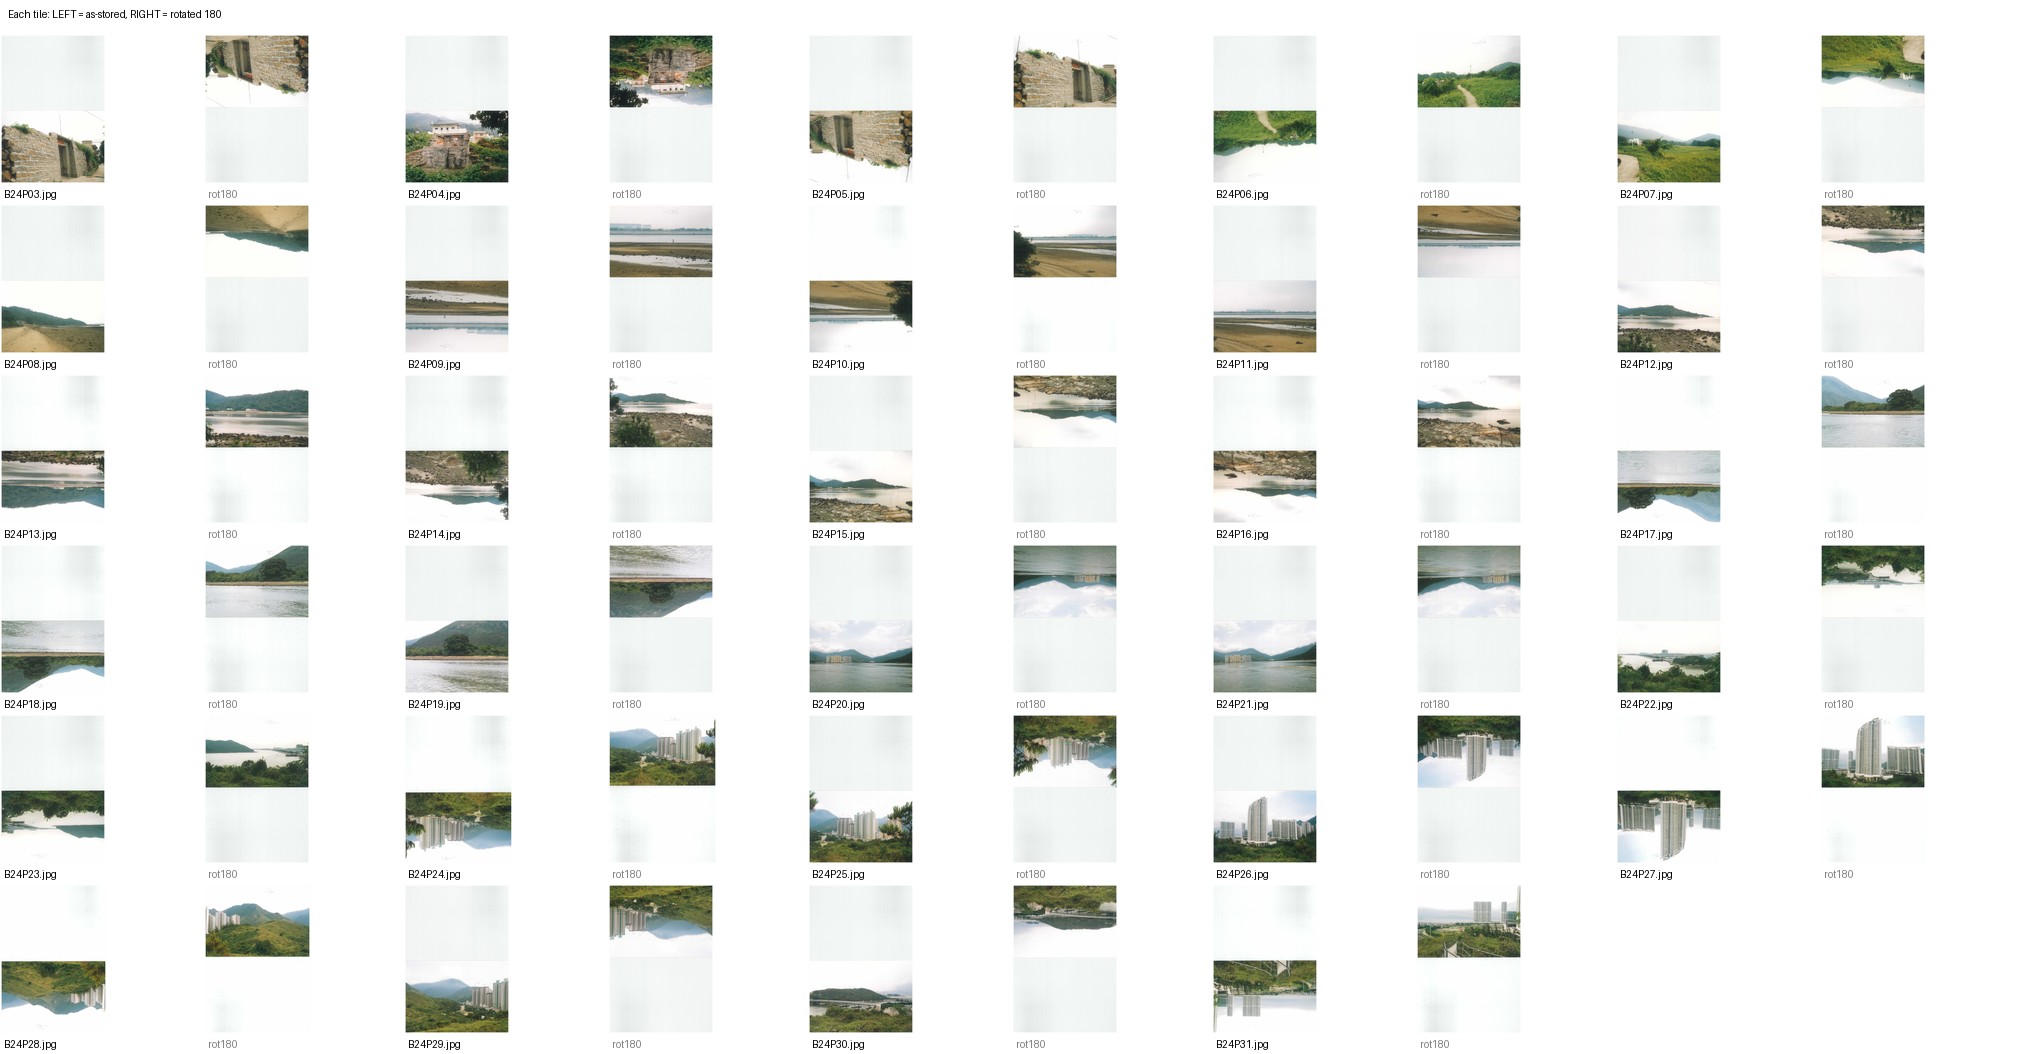 Each tile: LEFT = as-stored, RIGHT = rotated 180
B24P03.jpg rot180 B24P04.jpg rot180 B24P05.jpg rot180 B24P06.jpg rot180 B24P07.jpg rot180
B24P08.jpg rot180 B24P09.jpg rot180 B24P10.jpg rot180 B24P11.jpg rot180 B24P12.jpg rot180
B24P13.jpg rot180 B24P14.jpg rot180 B24P15.jpg rot180 B24P16.jpg rot180 B24P17.jpg rot180
B24P18.jpg rot180 B24P19.jpg rot180 B24P20.jpg rot180 B24P21.jpg rot180 B24P22.jpg rot180
B24P23.jpg rot180 B24P24.jpg rot180 B24P25.jpg rot180 B24P26.jpg rot180 B24P27.jpg rot180
B24P28.jpg rot180 B24P29.jpg rot180 B24P30.jpg rot180 B24P31.jpg rot180